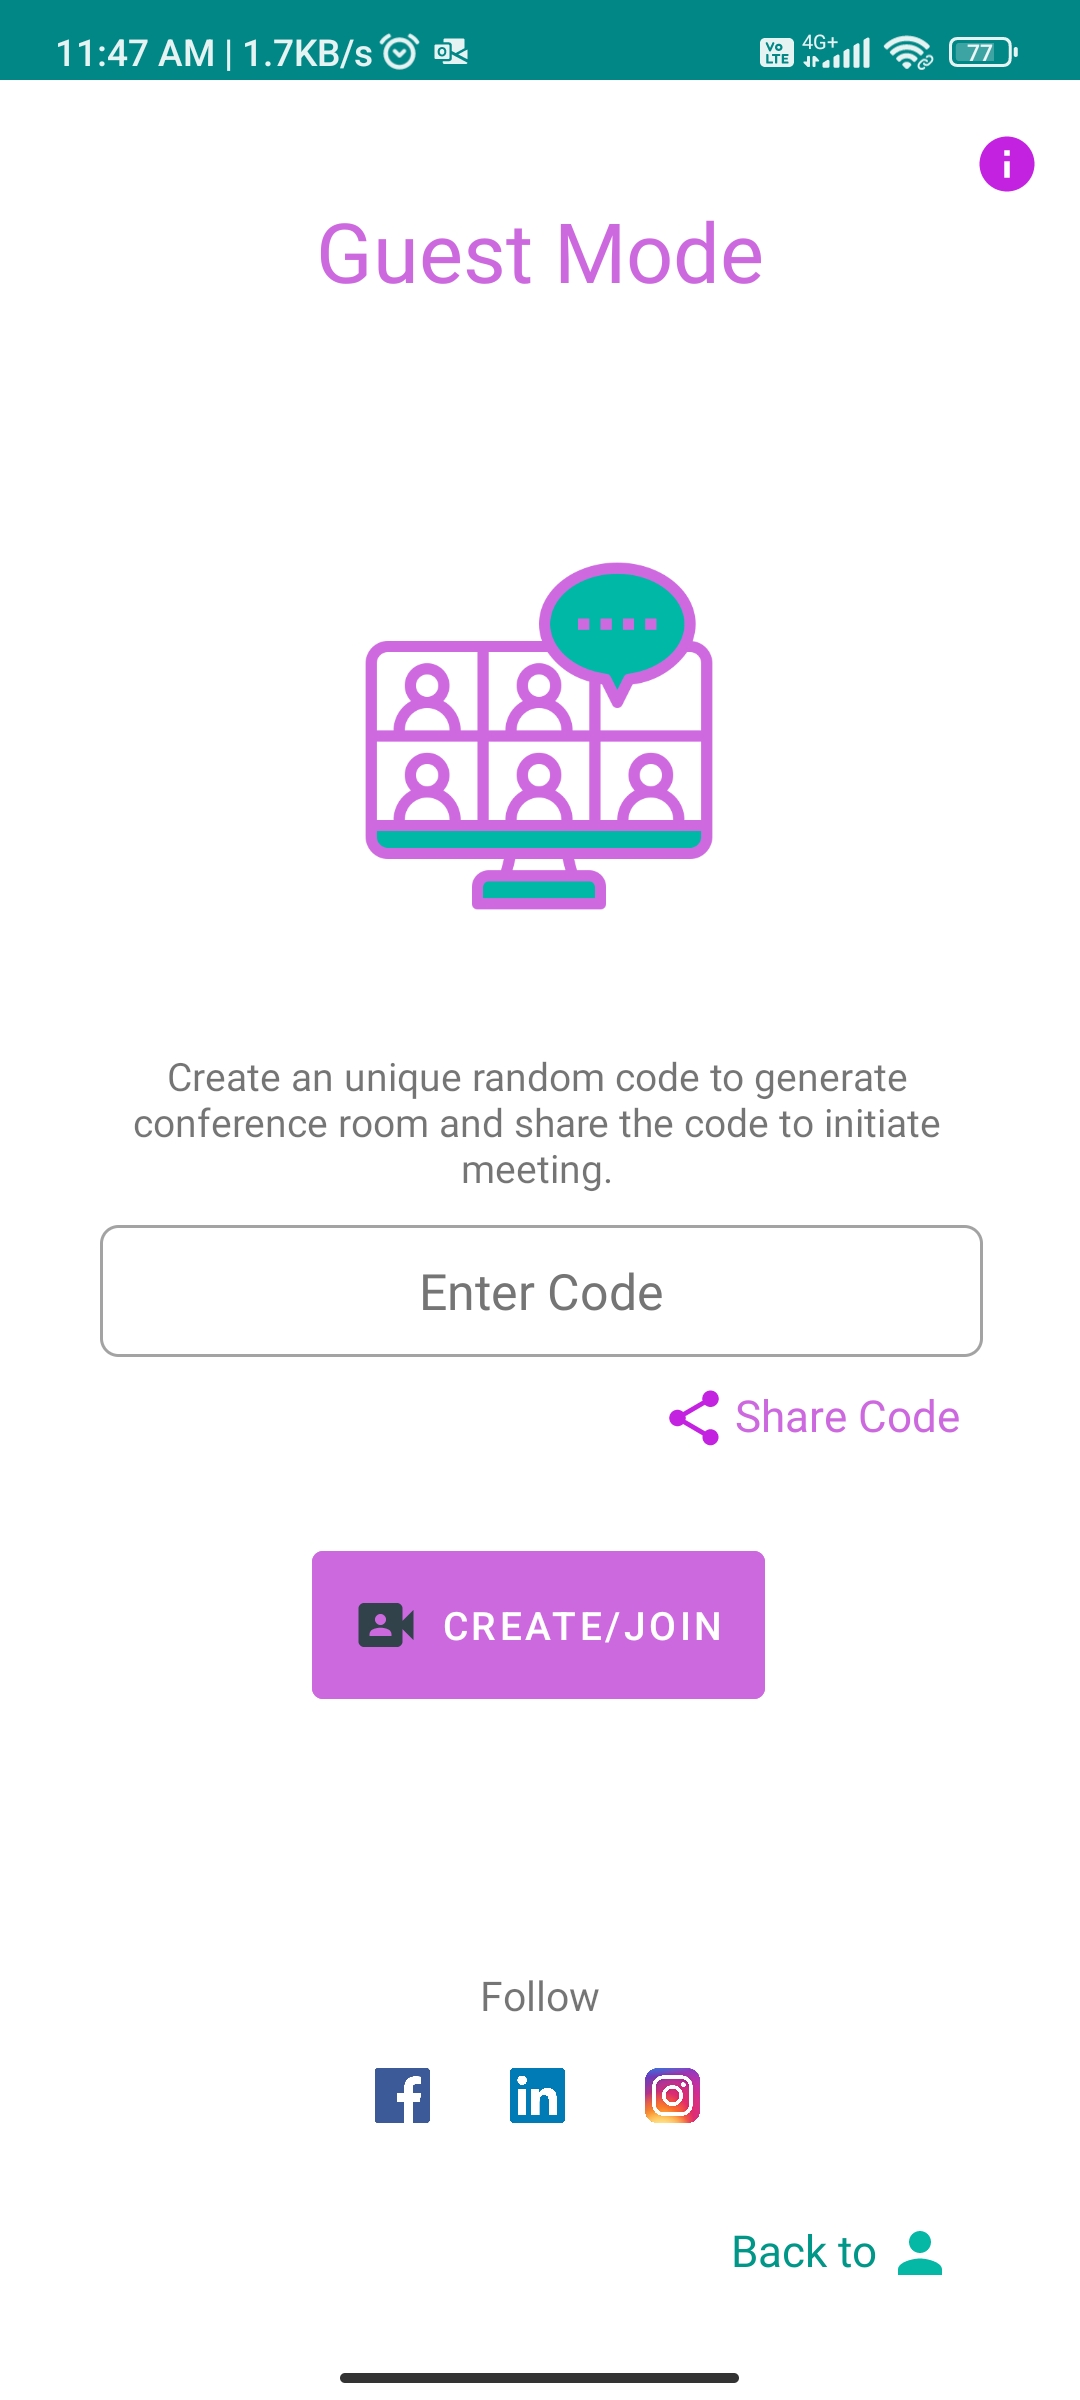 11:47 AM | 1.7KB/s
Vo LTE 4G+ 77
Guest Mode
Create an unique random code to generate
conference room and share the code to initiate
meeting.
Enter Code
Share Code
CREATE/JOIN
Follow
Back to